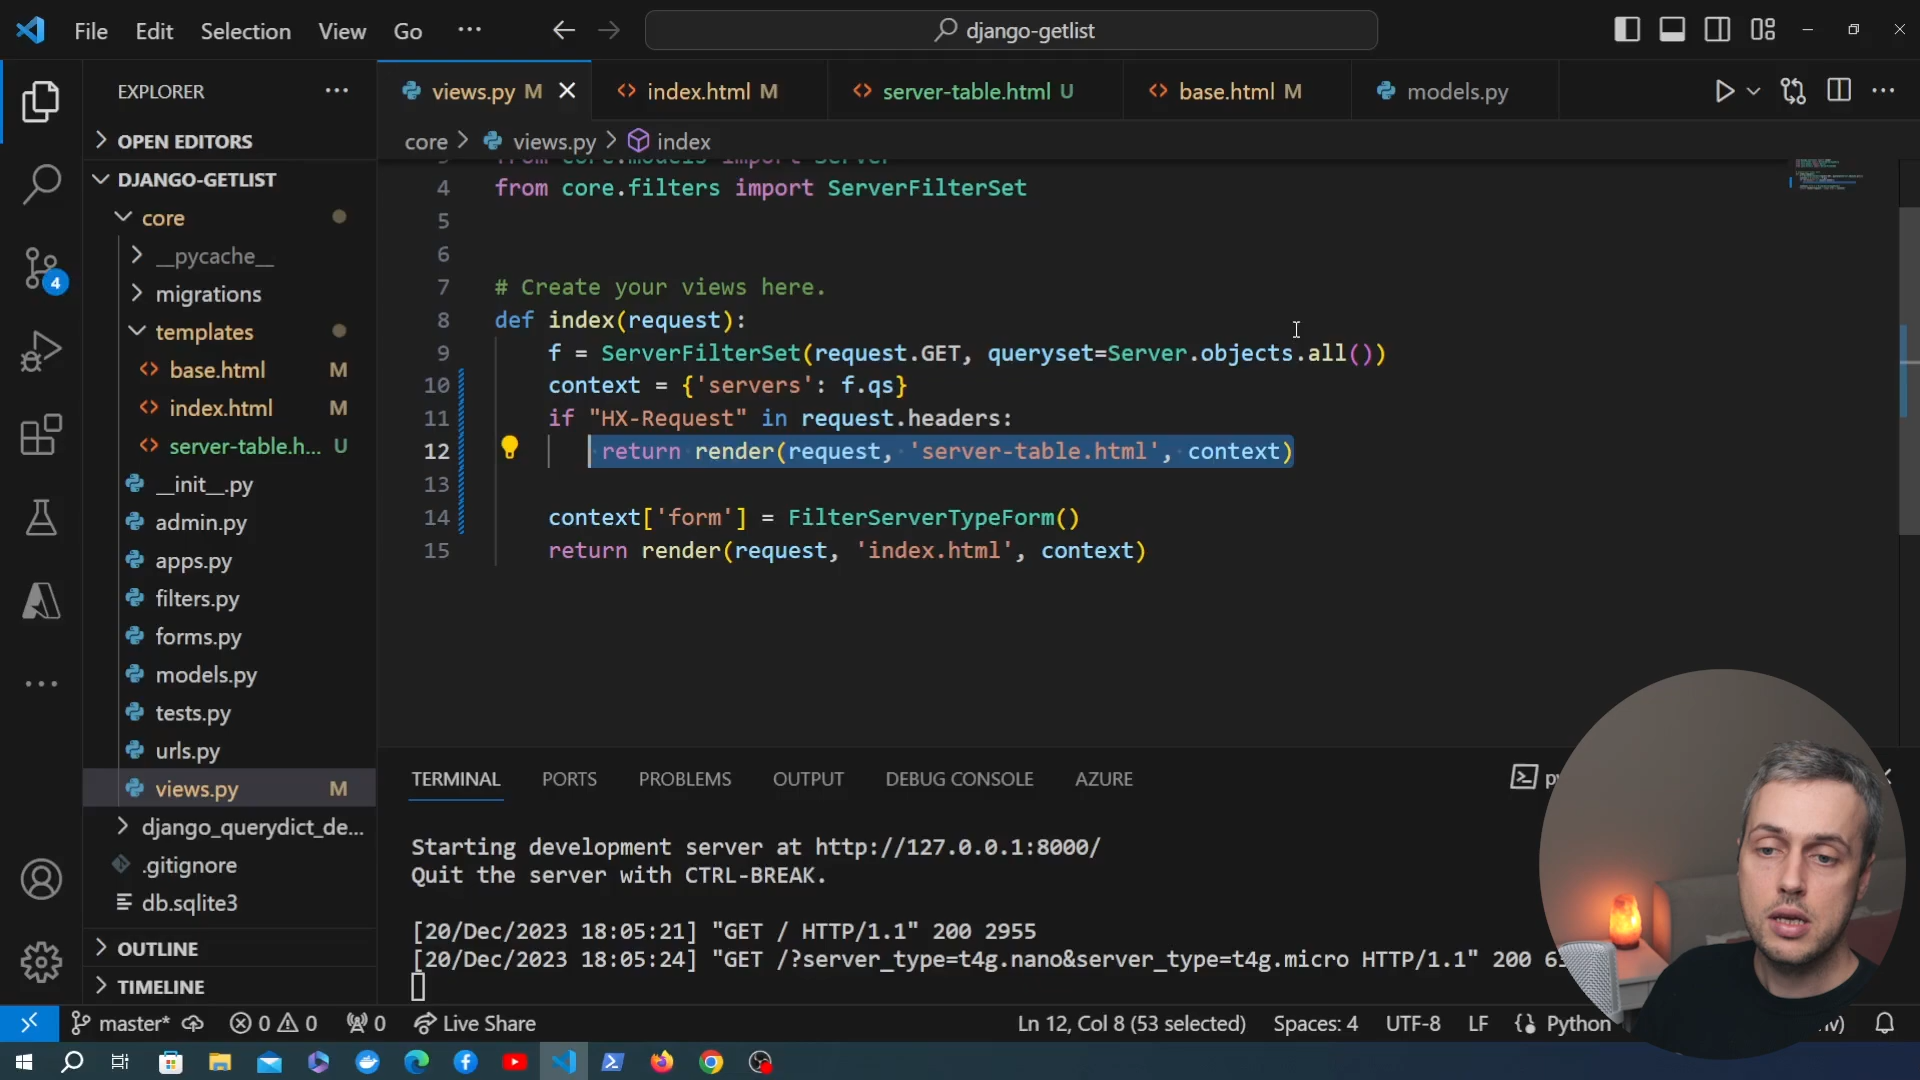 File Edit Selection View Go ··· django-getlist
EXPLORER ···
OPEN EDITORS
DJANGO-GETLIST
core
__pycache__
migrations
templates
base.html M
index.html M
server-table.h... U
__init__.py
admin.py
apps.py
filters.py
forms.py
models.py
tests.py
urls.py
views.py M
django_querydict_de...
.gitignore
db.sqlite3
OUTLINE
TIMELINE
4
views.py M index.html M server-table.html U base.html M models.py
core > views.py > index
from core.models import Server
4 from core.filters import ServerFilterSet
5
6
7 # Create your views here.
8 def index(request):
9 f = ServerFilterSet(request.GET, queryset=Server.objects.all())
10 context = {'servers': f.qs}
11 if "HX-Request" in request.headers:
12 return render(request, 'server-table.html', context)
13
14 context['form'] = FilterServerTypeForm()
15 return render(request, 'index.html', context)
TERMINAL PORTS PROBLEMS OUTPUT DEBUG CONSOLE AZURE
Starting development server at http://127.0.0.1:8000/
Quit the server with CTRL-BREAK.
[20/Dec/2023 18:05:21] "GET / HTTP/1.1" 200 2955
[20/Dec/2023 18:05:24] "GET /?server_type=t4g.nano&server_type=t4g.micro HTTP/1.1" 200
master* 0 0 0 Live Share Ln 12, Col 8 (53 selected) Spaces: 4 UTF-8 LF Python